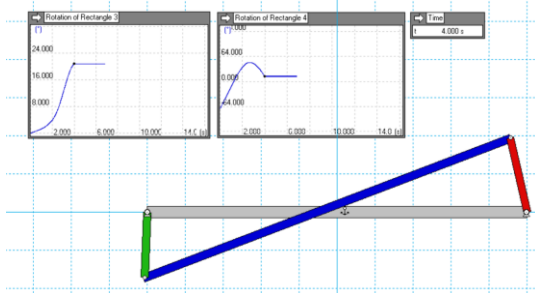 Rotation of Rectangle 3
(°)
24.000
16.000
8.000
2.000 6.000 10.000 14.0 (s)
Rotation of Rectangle 4
(°)
64.000
0.000
-64.000
2.000 6.000 10.000 14.0 (s)
Time
t 4.000 s